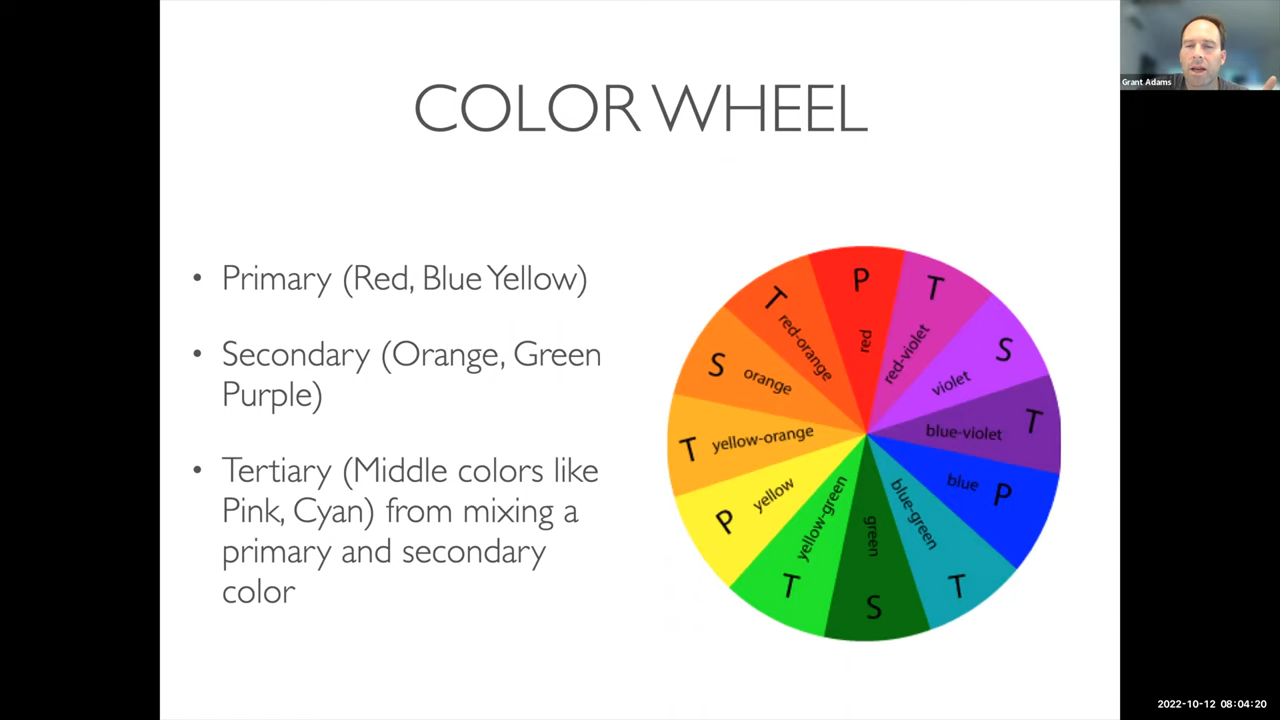 COLOR WHEEL
• Primary (Red, Blue Yellow)
• Secondary (Orange, Green
Purple)
• Tertiary (Middle colors like
Pink, Cyan) from mixing a
primary and secondary
color
P
red
T
red-violet
S
violet
T
blue-violet
P
blue
T
blue-green
S
green
T
yellow-green
P
yellow
T
yellow-orange
S
orange
T
red-orange
Grant Adams
2022-10-12 08:04:20